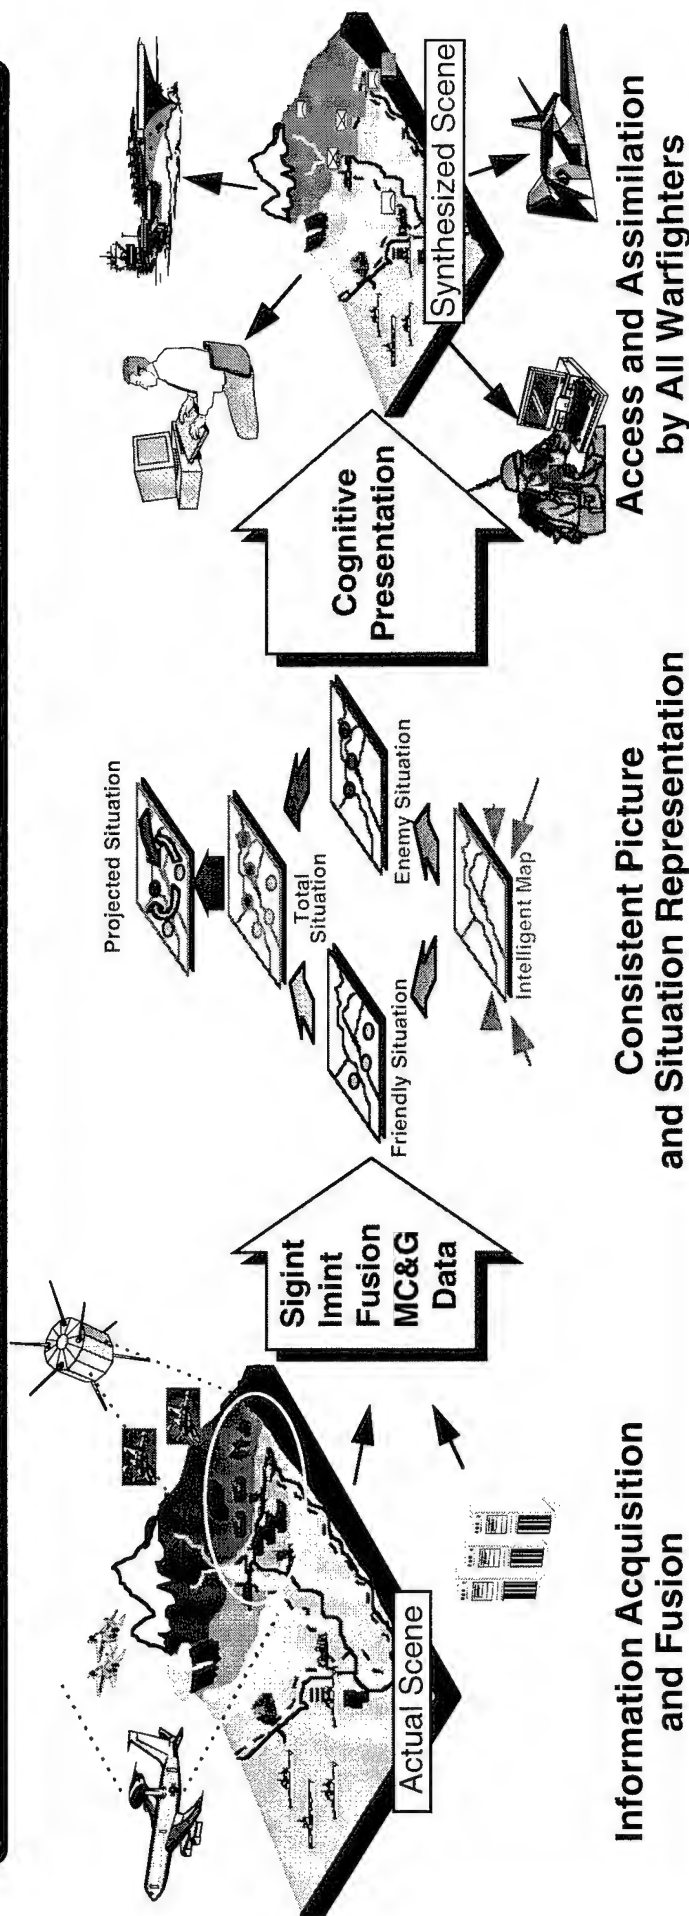 Actual Scene
Sigint
Imint
Fusion
MC&G
Data
Information Acquisition
and Fusion
Projected Situation
Total
Situation
Friendly Situation
Enemy Situation
Intelligent Map
Consistent Picture
and Situation Representation
Cognitive
Presentation
Synthesized Scene
Access and Assimilation
by All Warfighters